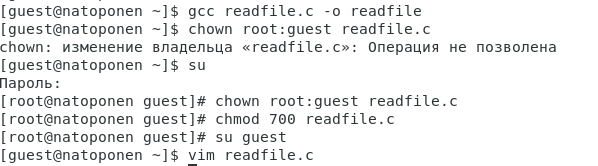 [guest@natoponen ~]$ gcc readfile.c -o readfile
[guest@natoponen ~]$ chown root:guest readfile.c
chown: изменение владельца «readfile.c»: Операция не позволена
[guest@natoponen ~]$ su
Пароль:
[root@natoponen guest]# chown root:guest readfile.c
[root@natoponen guest]# chmod 700 readfile.c
[root@natoponen guest]# su guest
[guest@natoponen ~]$ vim readfile.c